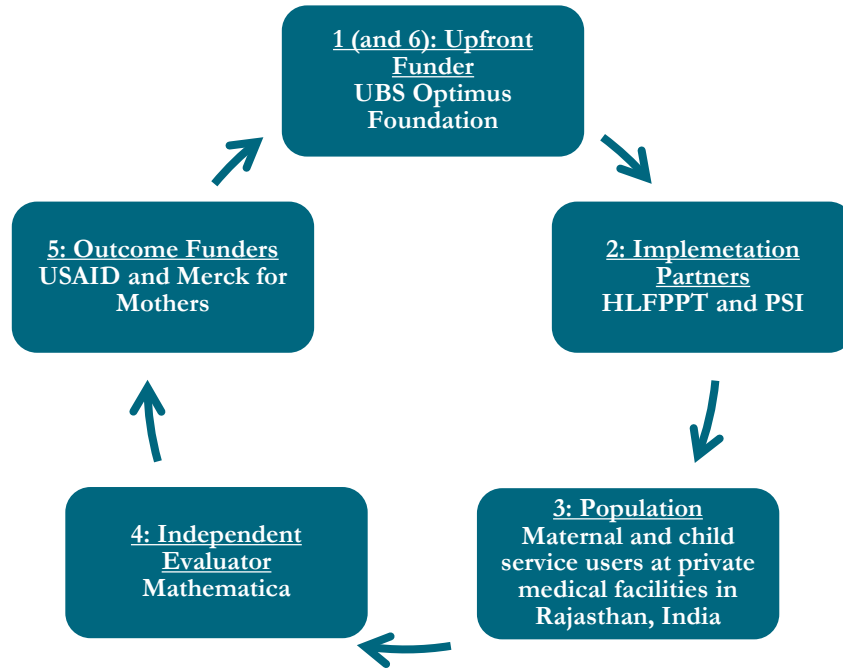 1 (and 6): Upfront
Funder
UBS Optimus
Foundation
2: Implemetation
Partners
HLFPPT and PSI
3: Population
Maternal and child
service users at private
medical facilities in
Rajasthan, India
4: Independent
Evaluator
Mathematica
5: Outcome Funders
USAID and Merck for
Mothers